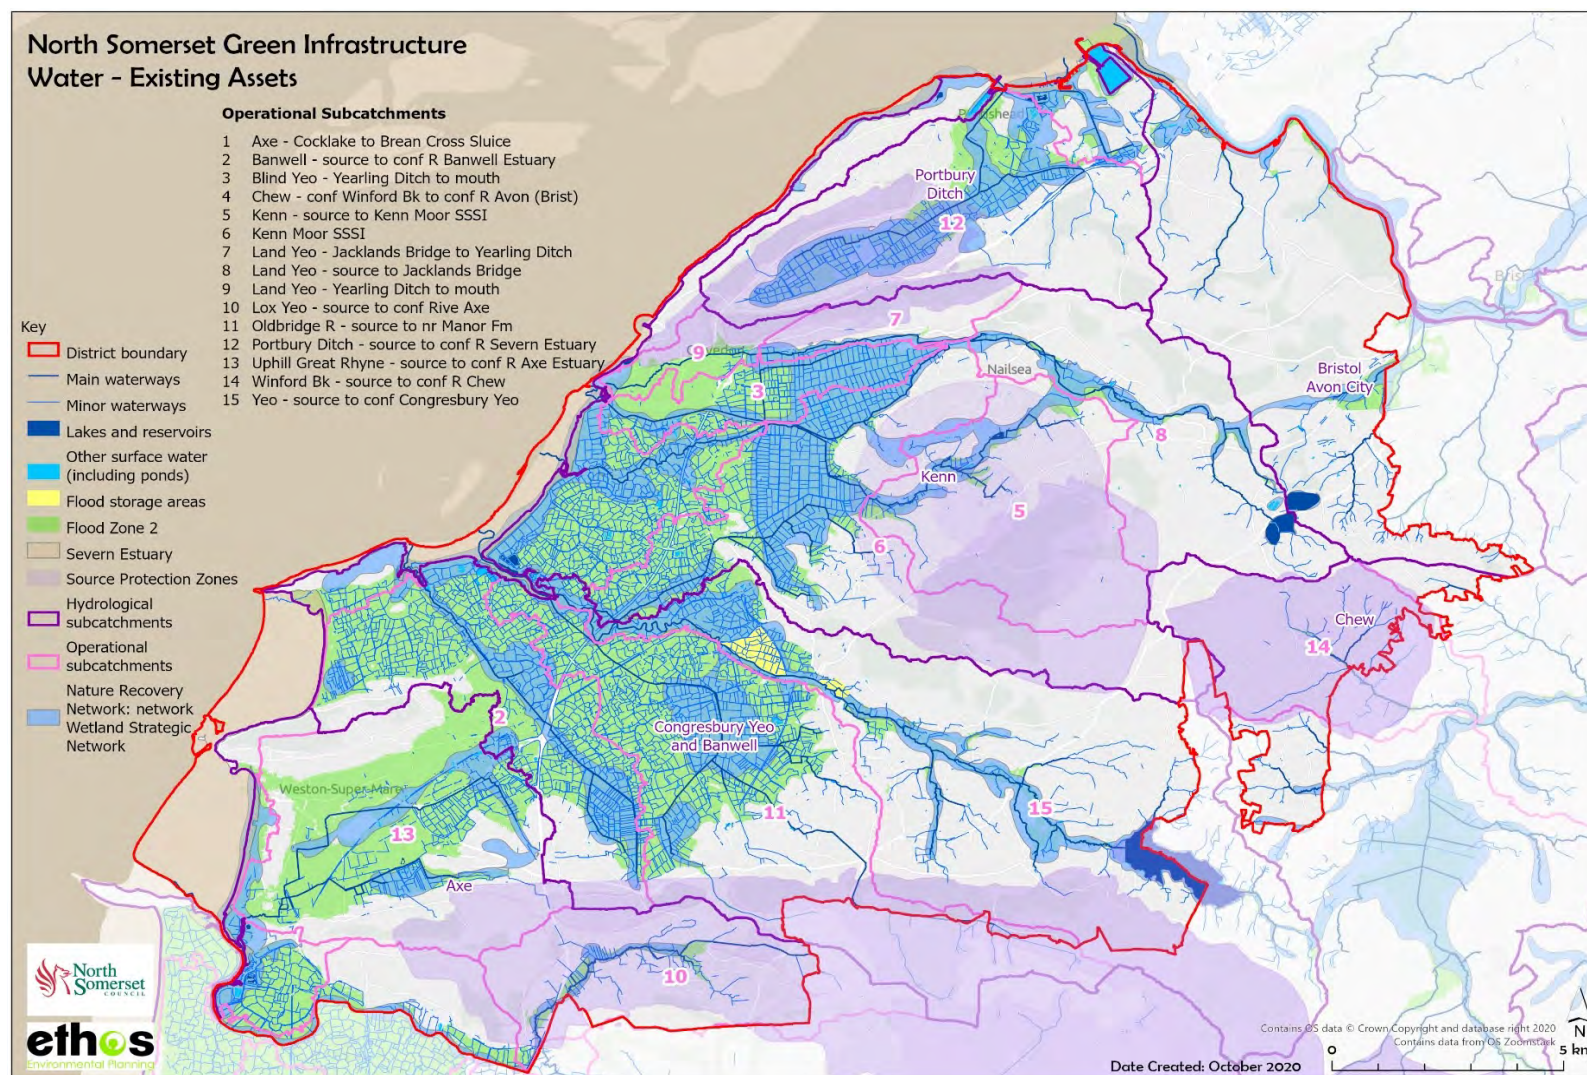 North Somerset Green Infrastructure
Water - Existing Assets
Operational Subcatchments
1 Axe - Cocklake to Brean Cross Sluice
2 Banwell - source to conf R Banwell Estuary
3 Blind Yeo - Yearling Ditch to mouth
4 Chew - conf Winford Bk to conf R Avon (Brist)
5 Kenn - source to Kenn Moor SSSI
6 Kenn Moor SSSI
7 Land Yeo - Jacklands Bridge to Yearling Ditch
8 Land Yeo - source to Jacklands Bridge
9 Land Yeo - Yearling Ditch to mouth
10 Lox Yeo - source to conf Rive Axe
11 Oldbridge R - source to nr Manor Fm
12 Portbury Ditch - source to conf R Severn Estuary
13 Uphill Great Rhyne - source to conf R Axe Estuary
14 Winford Bk - source to conf R Chew
15 Yeo - source to conf Congresbury Yeo
Key
District boundary
Main waterways
Minor waterways
Lakes and reservoirs
Other surface water
(including ponds)
Flood storage areas
Flood Zone 2
Severn Estuary
Source Protection Zones
Hydrological
subcatchments
Operational
subcatchments
Nature Recovery
Network: network
Wetland Strategic
Network
Portbury
Ditch
12
7
9
3
Nailsea
Bristol
Avon City
8
Kenn
5
6
Chew
14
2
Congresbury Yeo
and Banwell
Weston-Super-Mare
13
11
15
Axe
10
North
Somerset
COUNCIL
ethos
Environmental Planning
Contains OS data © Crown Copyright and database right 2020
Contains data from OS Zoomstack
Date Created: October 2020
0
5 km
N